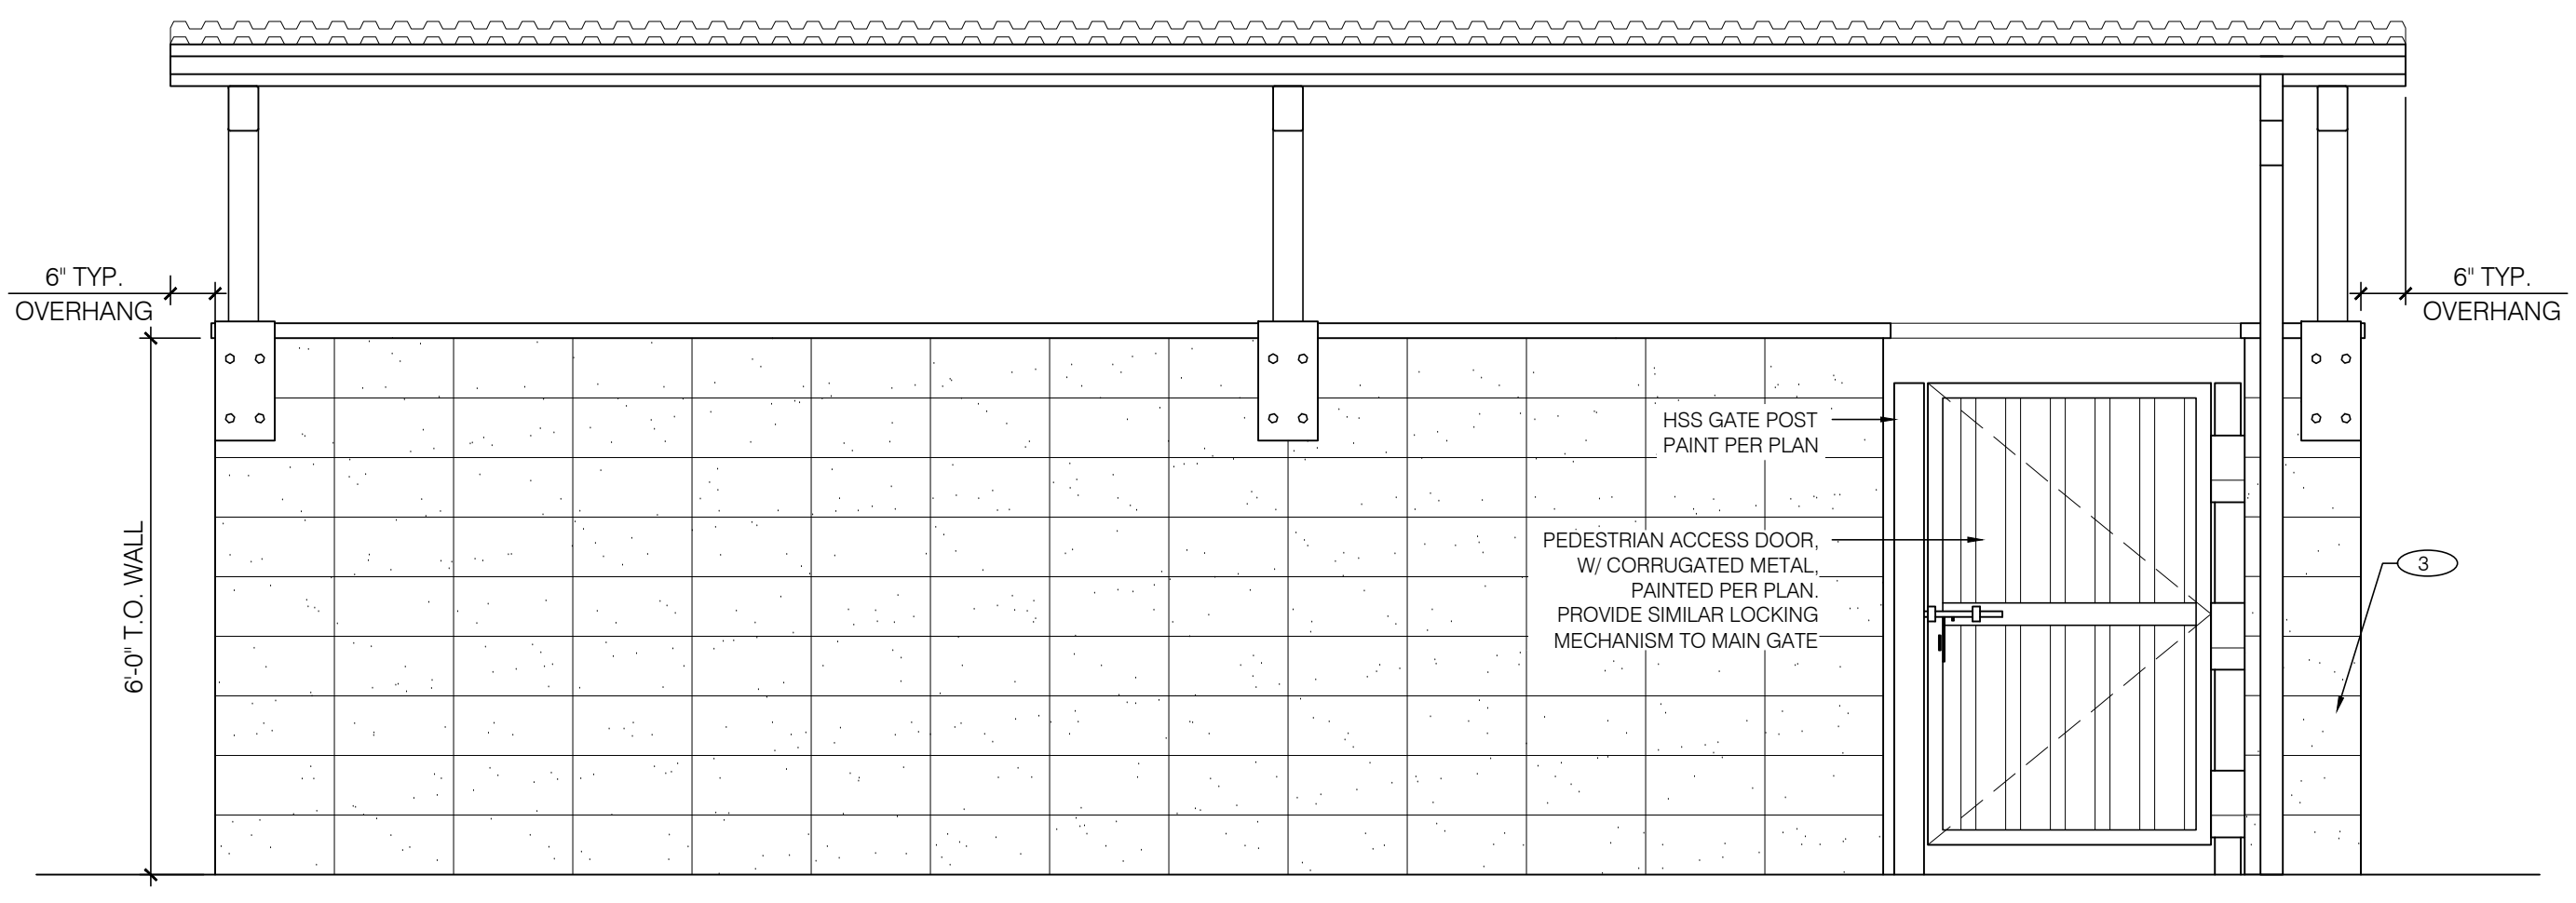 6" TYP.
OVERHANG
6" TYP.
OVERHANG
6'-0" T.O. WALL
HSS GATE POST
PAINT PER PLAN
PEDESTRIAN ACCESS DOOR,
W/ CORRUGATED METAL,
PAINTED PER PLAN.
PROVIDE SIMILAR LOCKING
MECHANISM TO MAIN GATE
3